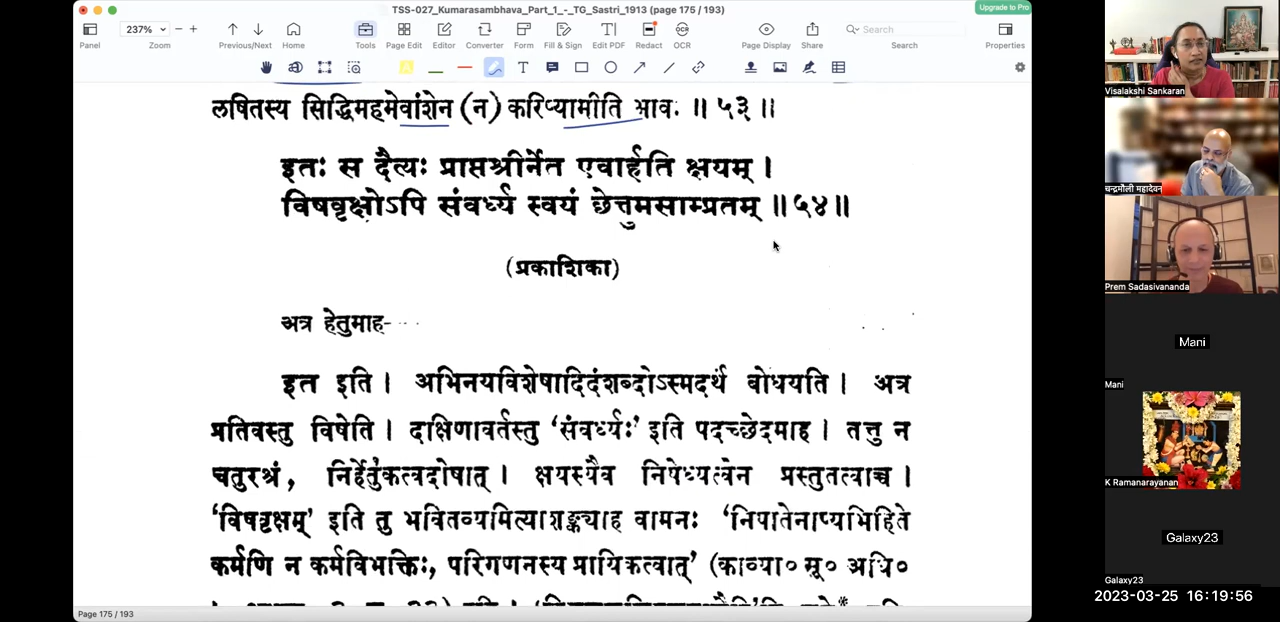 TSS-027_Kumarasambhava_Part_1_-_TG_Sastri_1913 (page 175 / 193)
Upgrade to Pro
237%
Panel
Zoom
Previous/Next
Home
Tools
Page Edit
Editor
Converter
Form
Fill & Sign
Edit PDF
Redact
OCR
Page Display
Share
Search
Search
Properties
लषितस्य सिद्धिमहमेवांशेन (न) करिष्यामीति भावः ॥ ५३ ॥
इतः स दैत्यः प्राप्तश्रीर्नेत एवार्हति क्षयम् ।
विषवृक्षोऽपि संवर्ध्य स्वयं छेत्तुमसाम्प्रतम् ॥ ५४ ॥
(प्रकाशिका)
अत्र हेतुमाह-
इत इति । अभिनयविशेषादिदंशब्दोऽस्मदर्थं बोधयति । अत्र
प्रतिवस्तु विषेति । दाक्षिणावर्तस्तु ‘संवर्ध्यः’ इति पदच्छेदमाह । तत्तु न
चतुरश्रं, निर्हेतुकत्वदोषात् । क्षयस्यैव निषेध्यत्वेन प्रस्तुतत्वाच्च ।
‘विषवृक्षम्’ इति तु भवितव्यमित्याशङ्क्याह वामनः ‘निपातेनाप्यभिहिते
कर्मणि न कर्मविभक्तिः, परिगणनस्य प्रायिकत्वात्’ (काव्या० सू० अधि०
Page 175 / 193
Visalakshi Sankaran
चन्द्रमौली महादेवन
Prem Sadasivananda
Mani
Mani
K Ramanarayanan
Galaxy23
Galaxy23
2023-03-25 16:19:56